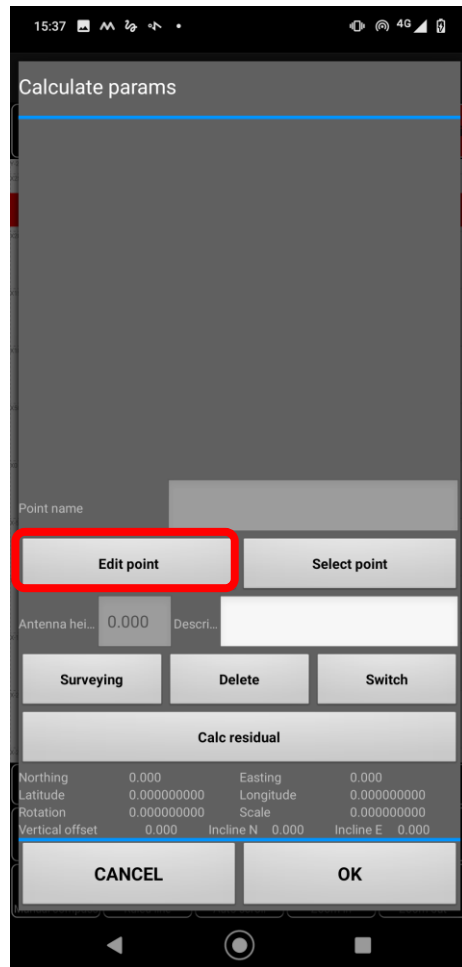 15:37 4G
Calculate params
Point name
Edit point Select point
Antenna hei... 0.000 Descri...
Surveying Delete Switch
Calc residual
Northing 0.000 Easting 0.000
Latitude 0.000000000 Longitude 0.000000000
Rotation 0.000000000 Scale 0.000000000
Vertical offset 0.000 Incline N 0.000 Incline E 0.000
CANCEL OK